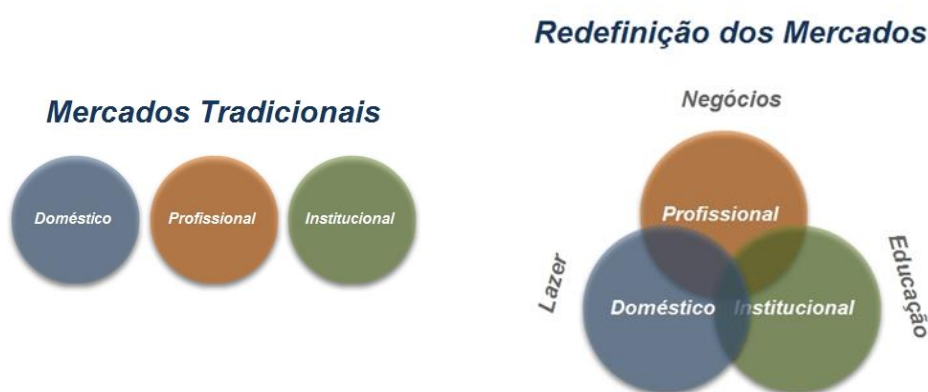 Mercados Tradicionais
Doméstico
Profissional
Institucional
Redefinição dos Mercados
Negócios
Profissional
Lazer
Educação
Doméstico
Institucional